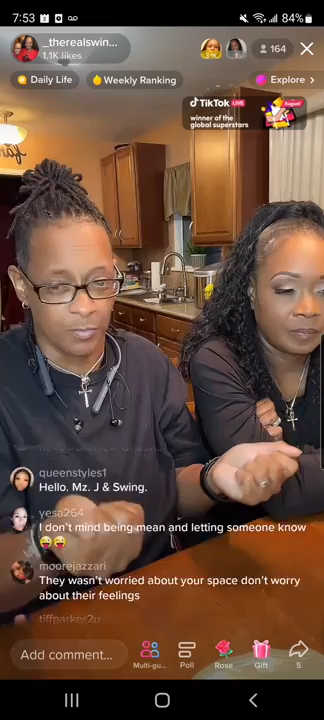 7:53
84%
_therealswin...
1.1K likes
164
Daily Life
Weekly Ranking
Explore >
TikTok LIVE
winner of the
global superstars
August
queenstyles1
Hello, Mz. J & Swing.
yesa264
I don't mind being mean and letting someone know
😜😜
moorejazzari
They wasn't worried about your space don't worry
about their feelings
tiffparker2u
Add comment...
Multi-gu...
Poll
Rose
Gift
5